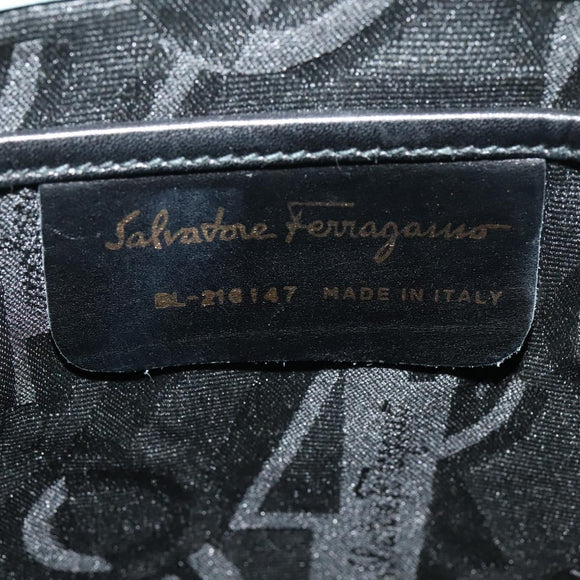 Salvatore Ferragamo
BL-216147 MADE IN ITALY